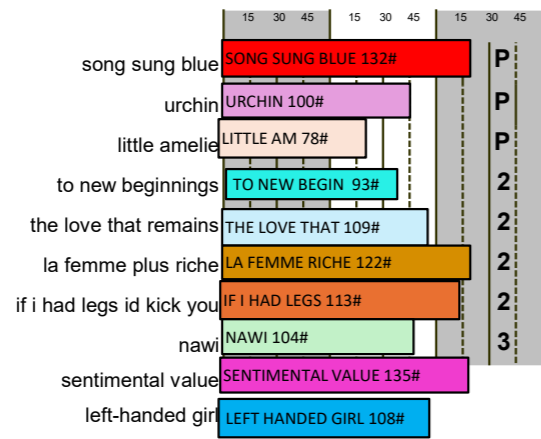 15 30 45 15 30 45 15 30 45
song sung blue SONG SUNG BLUE 132# P
urchin URCHIN 100# P
little amelie LITTLE AM 78# P
to new beginnings TO NEW BEGIN 93# 2
the love that remains THE LOVE THAT 109# 2
la femme plus riche LA FEMME RICHE 122# 2
if i had legs id kick you IF I HAD LEGS 113# 2
nawi NAWI 104# 3
sentimental value SENTIMENTAL VALUE 135#
left-handed girl LEFT HANDED GIRL 108#